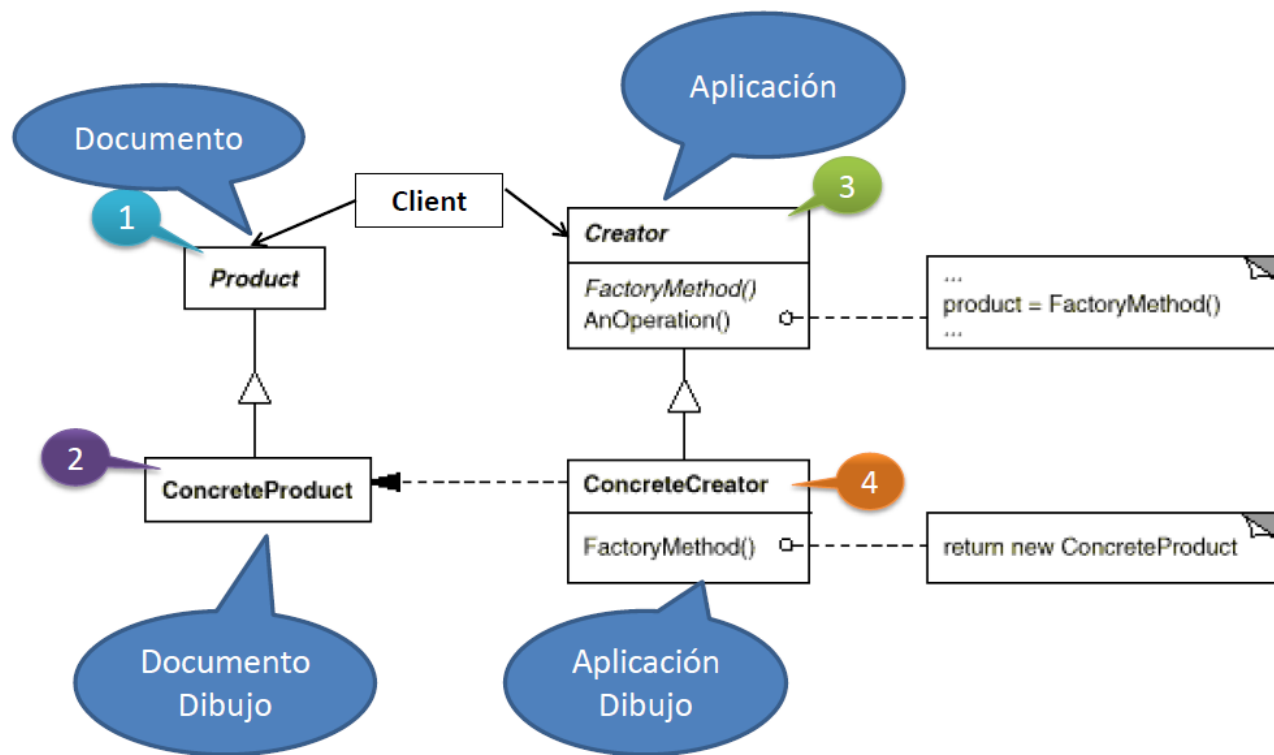 Aplicación
Documento
1
Client
3
Product
Creator
FactoryMethod()
AnOperation()
...
product = FactoryMethod()
...
2
ConcreteProduct
ConcreteCreator
4
FactoryMethod()
return new ConcreteProduct
Documento
Dibujo
Aplicación
Dibujo